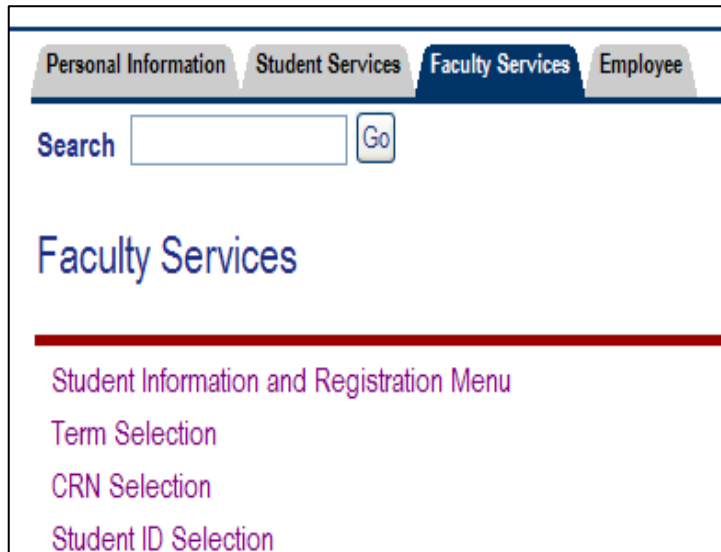 Personal Information Student Services Faculty Services Employee
Search Go
Faculty Services
Student Information and Registration Menu
Term Selection
CRN Selection
Student ID Selection